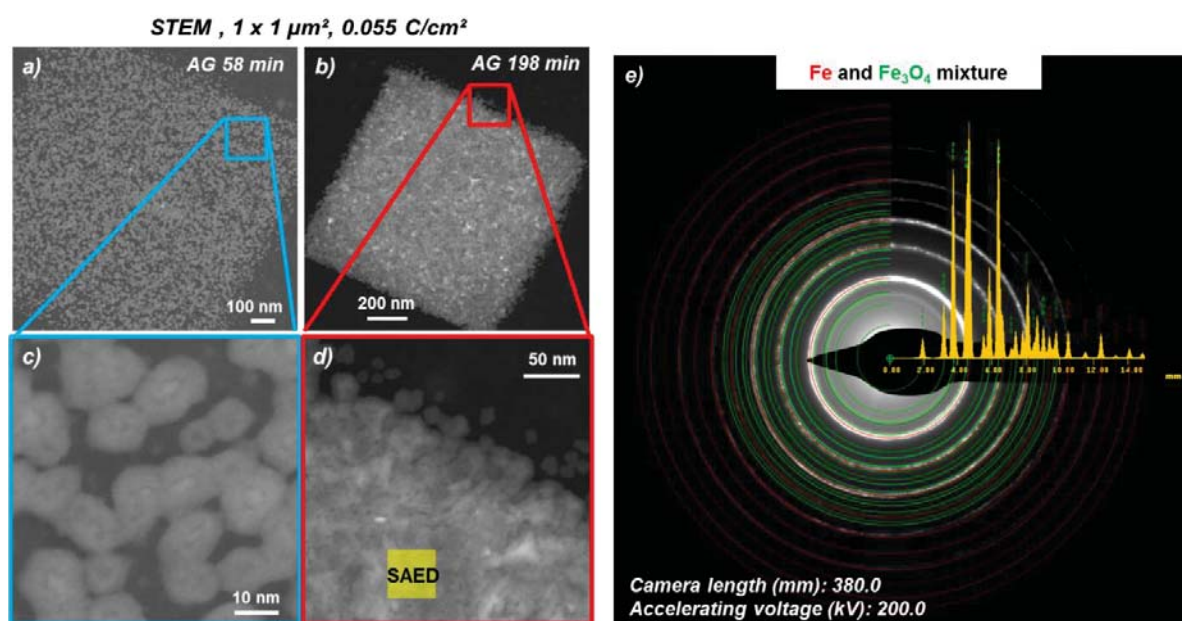 STEM , 1 x 1 µm², 0.055 C/cm²
a) AG 58 min
100 nm
b) AG 198 min
200 nm
c)
10 nm
d)
50 nm
SAED
e)
Fe and Fe₃O₄ mixture
0.00 2.00 4.00 6.00 8.00 10.00 12.00 14.00
mm
Camera length (mm): 380.0
Accelerating voltage (kV): 200.0